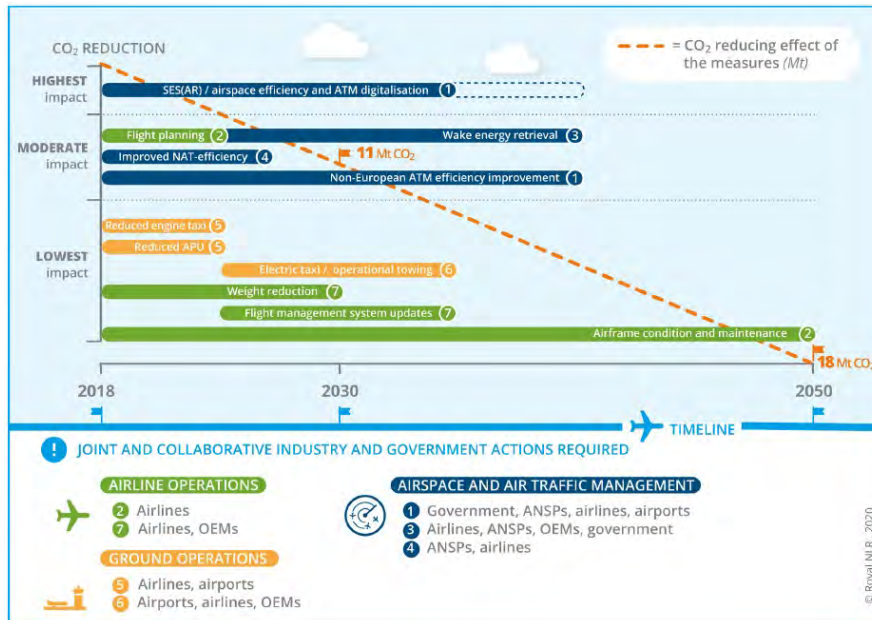 CO₂ REDUCTION
= CO₂ reducing effect of
the measures (Mt)
HIGHEST
impact
SES(AR) / airspace efficiency and ATM digitalisation 1
MODERATE
impact
Flight planning 2
Wake energy retrieval 3
Improved NAT-efficiency 4
11 Mt CO₂
Non-European ATM efficiency improvement 1
LOWEST
impact
Reduced engine taxi 5
Reduced APU 5
Electric taxi / operational towing 6
Weight reduction 7
Flight management system updates 7
Airframe condition and maintenance 2
18 Mt CO₂
2018
2030
2050
TIMELINE
! JOINT AND COLLABORATIVE INDUSTRY AND GOVERNMENT ACTIONS REQUIRED
AIRLINE OPERATIONS
2 Airlines
7 Airlines, OEMs
GROUND OPERATIONS
5 Airlines, airports
6 Airports, airlines, OEMs
AIRSPACE AND AIR TRAFFIC MANAGEMENT
1 Government, ANSPs, airlines, airports
3 Airlines, ANSPs, OEMs, government
4 ANSPs, airlines
© Royal NLR - 2020